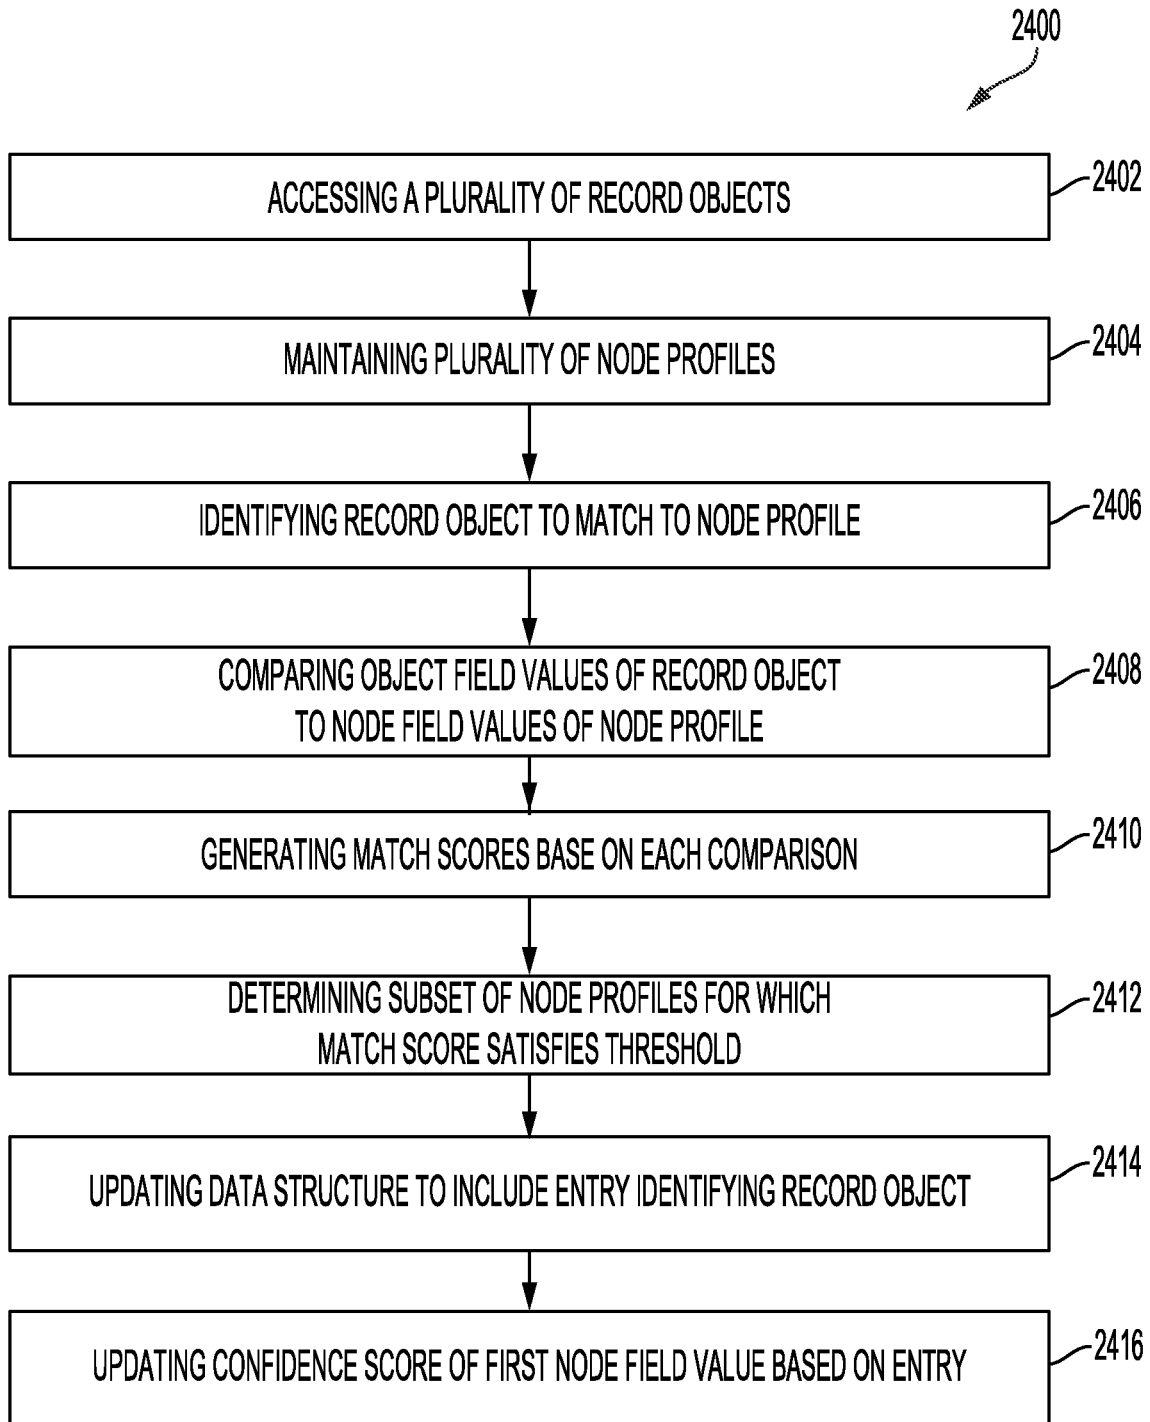 2400
ACCESSING A PLURALITY OF RECORD OBJECTS
2402
MAINTAINING PLURALITY OF NODE PROFILES
2404
IDENTIFYING RECORD OBJECT TO MATCH TO NODE PROFILE
2406
COMPARING OBJECT FIELD VALUES OF RECORD OBJECT
TO NODE FIELD VALUES OF NODE PROFILE
2408
GENERATING MATCH SCORES BASE ON EACH COMPARISON
2410
DETERMINING SUBSET OF NODE PROFILES FOR WHICH
MATCH SCORE SATISFIES THRESHOLD
2412
UPDATING DATA STRUCTURE TO INCLUDE ENTRY IDENTIFYING RECORD OBJECT
2414
UPDATING CONFIDENCE SCORE OF FIRST NODE FIELD VALUE BASED ON ENTRY
2416